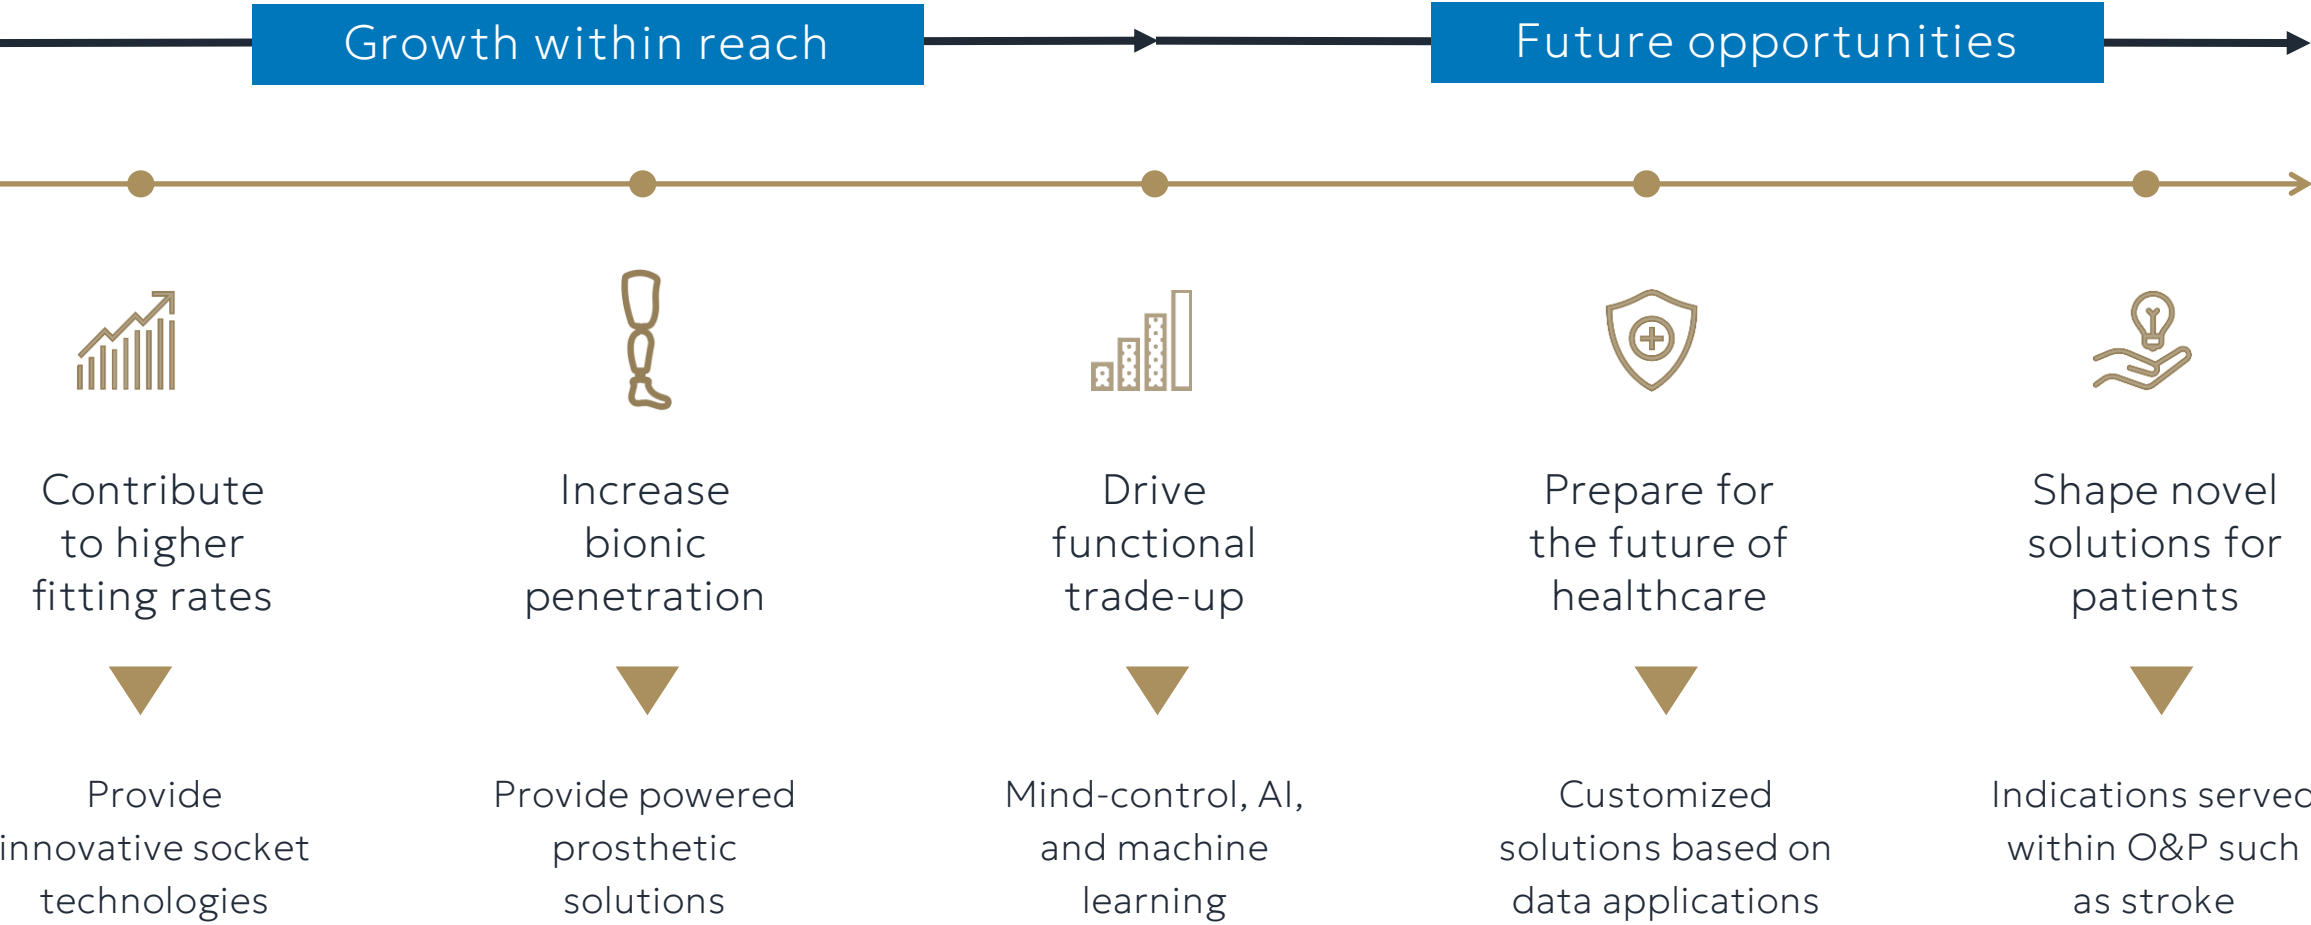 Growth within reach
Future opportunities
Contribute
to higher
fitting rates
Increase
bionic
penetration
Drive
functional
trade-up
Prepare for
the future of
healthcare
Shape novel
solutions for
patients
Provide
innovative socket
technologies
Provide powered
prosthetic
solutions
Mind-control, AI,
and machine
learning
Customized
solutions based on
data applications
Indications served
within O&P such
as stroke